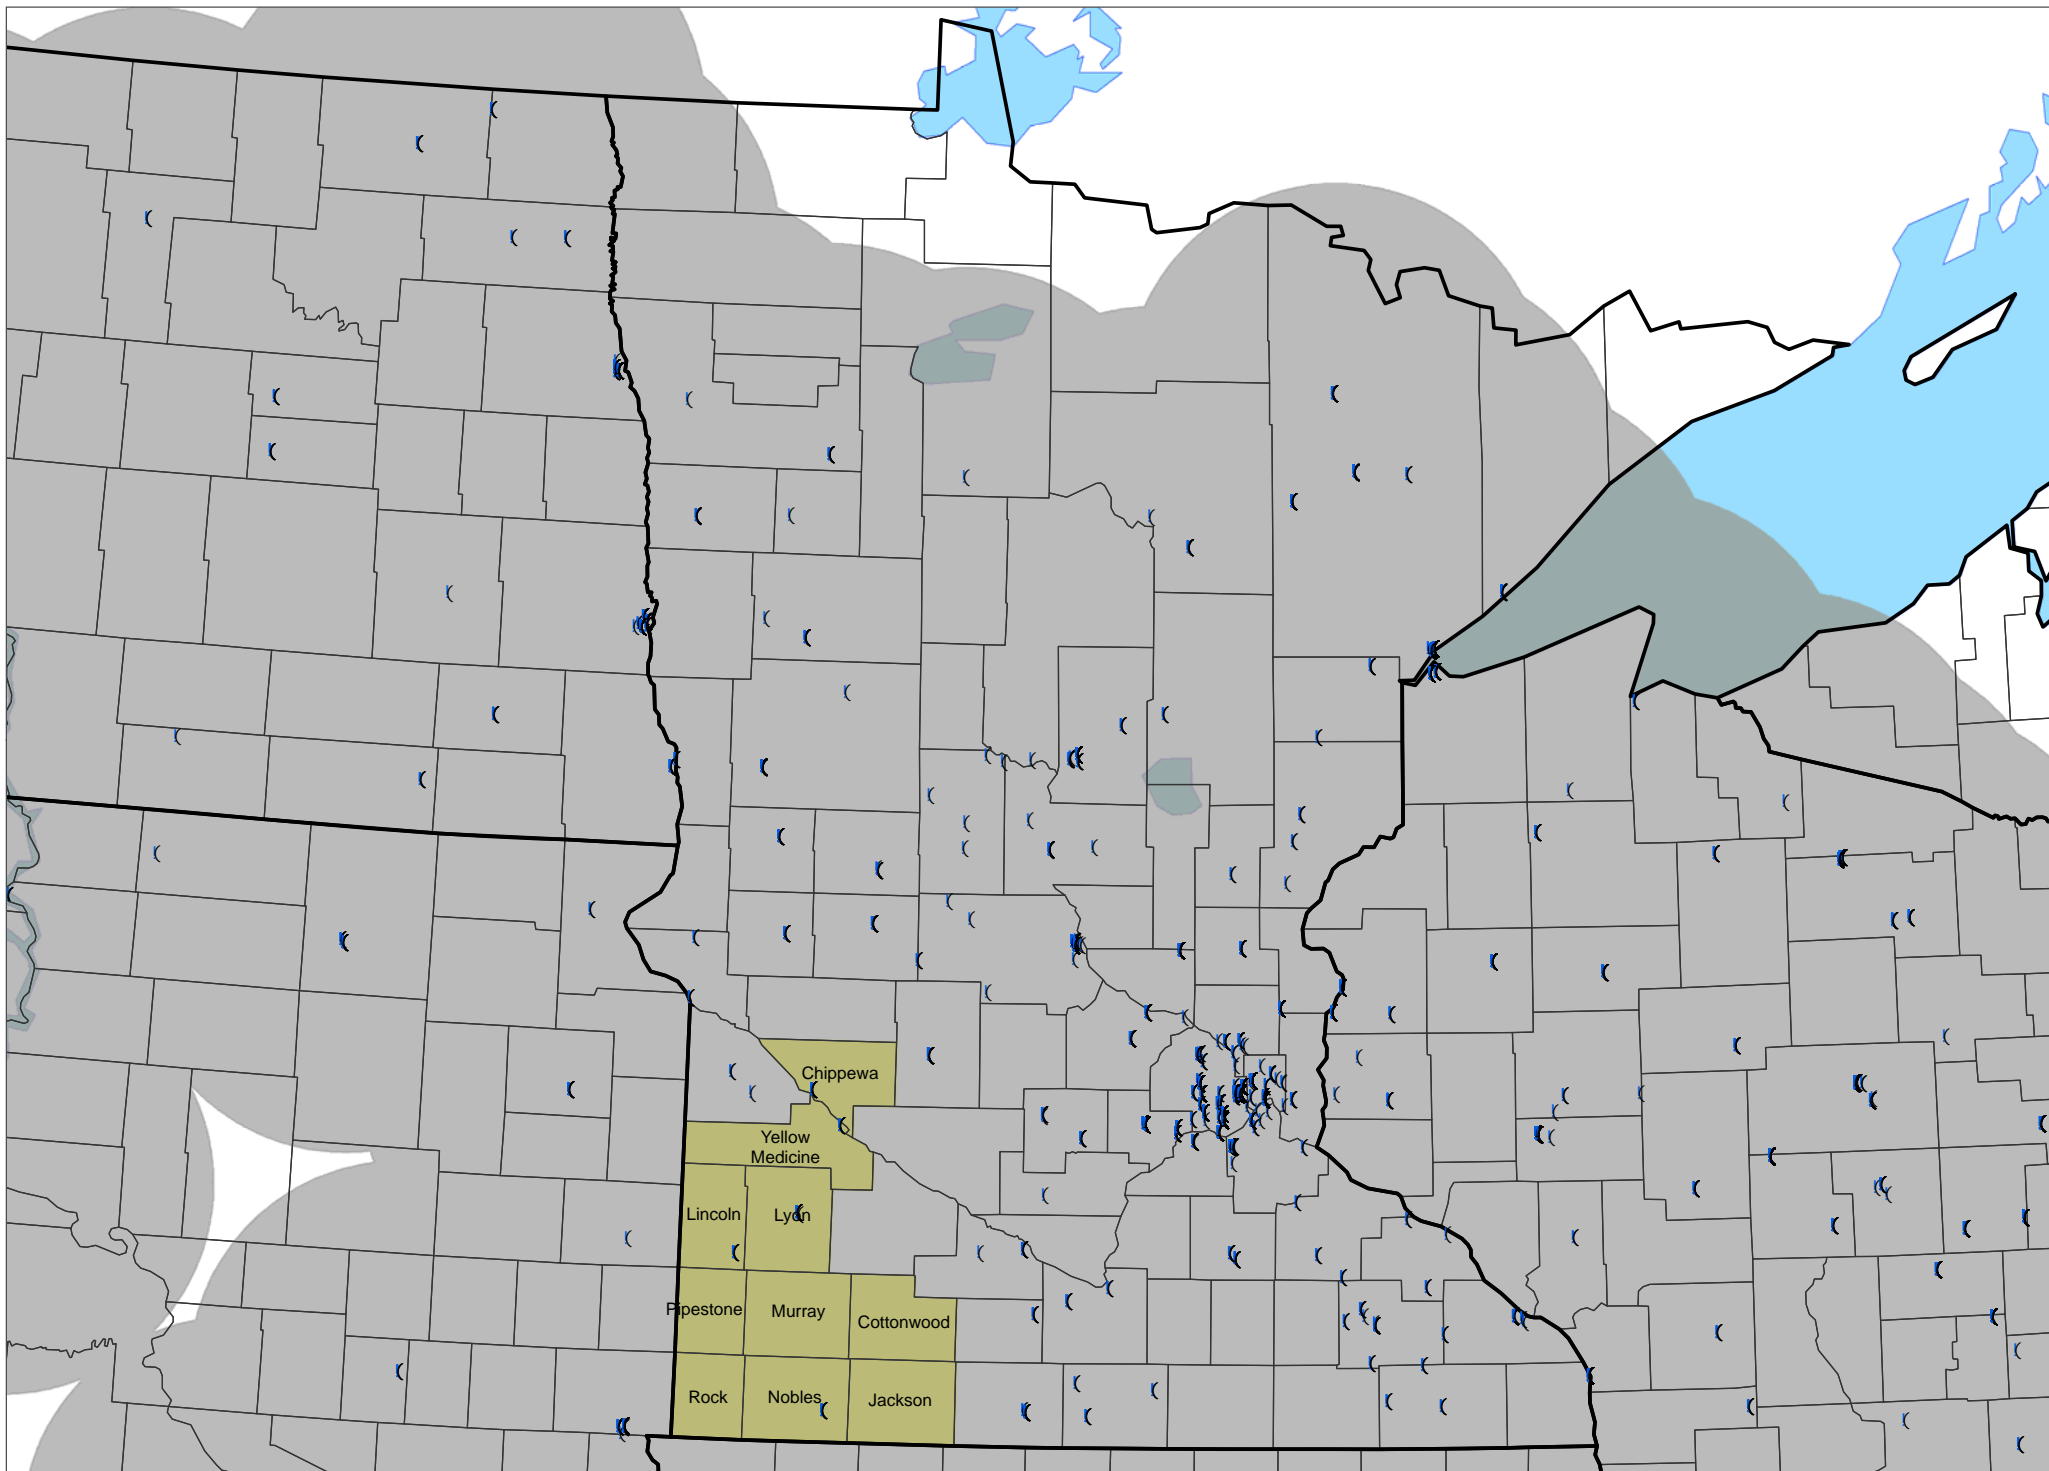 Chippewa
Yellow
Medicine
Lincoln
Lyon
Pipestone
Murray
Cottonwood
Rock
Nobles
Jackson